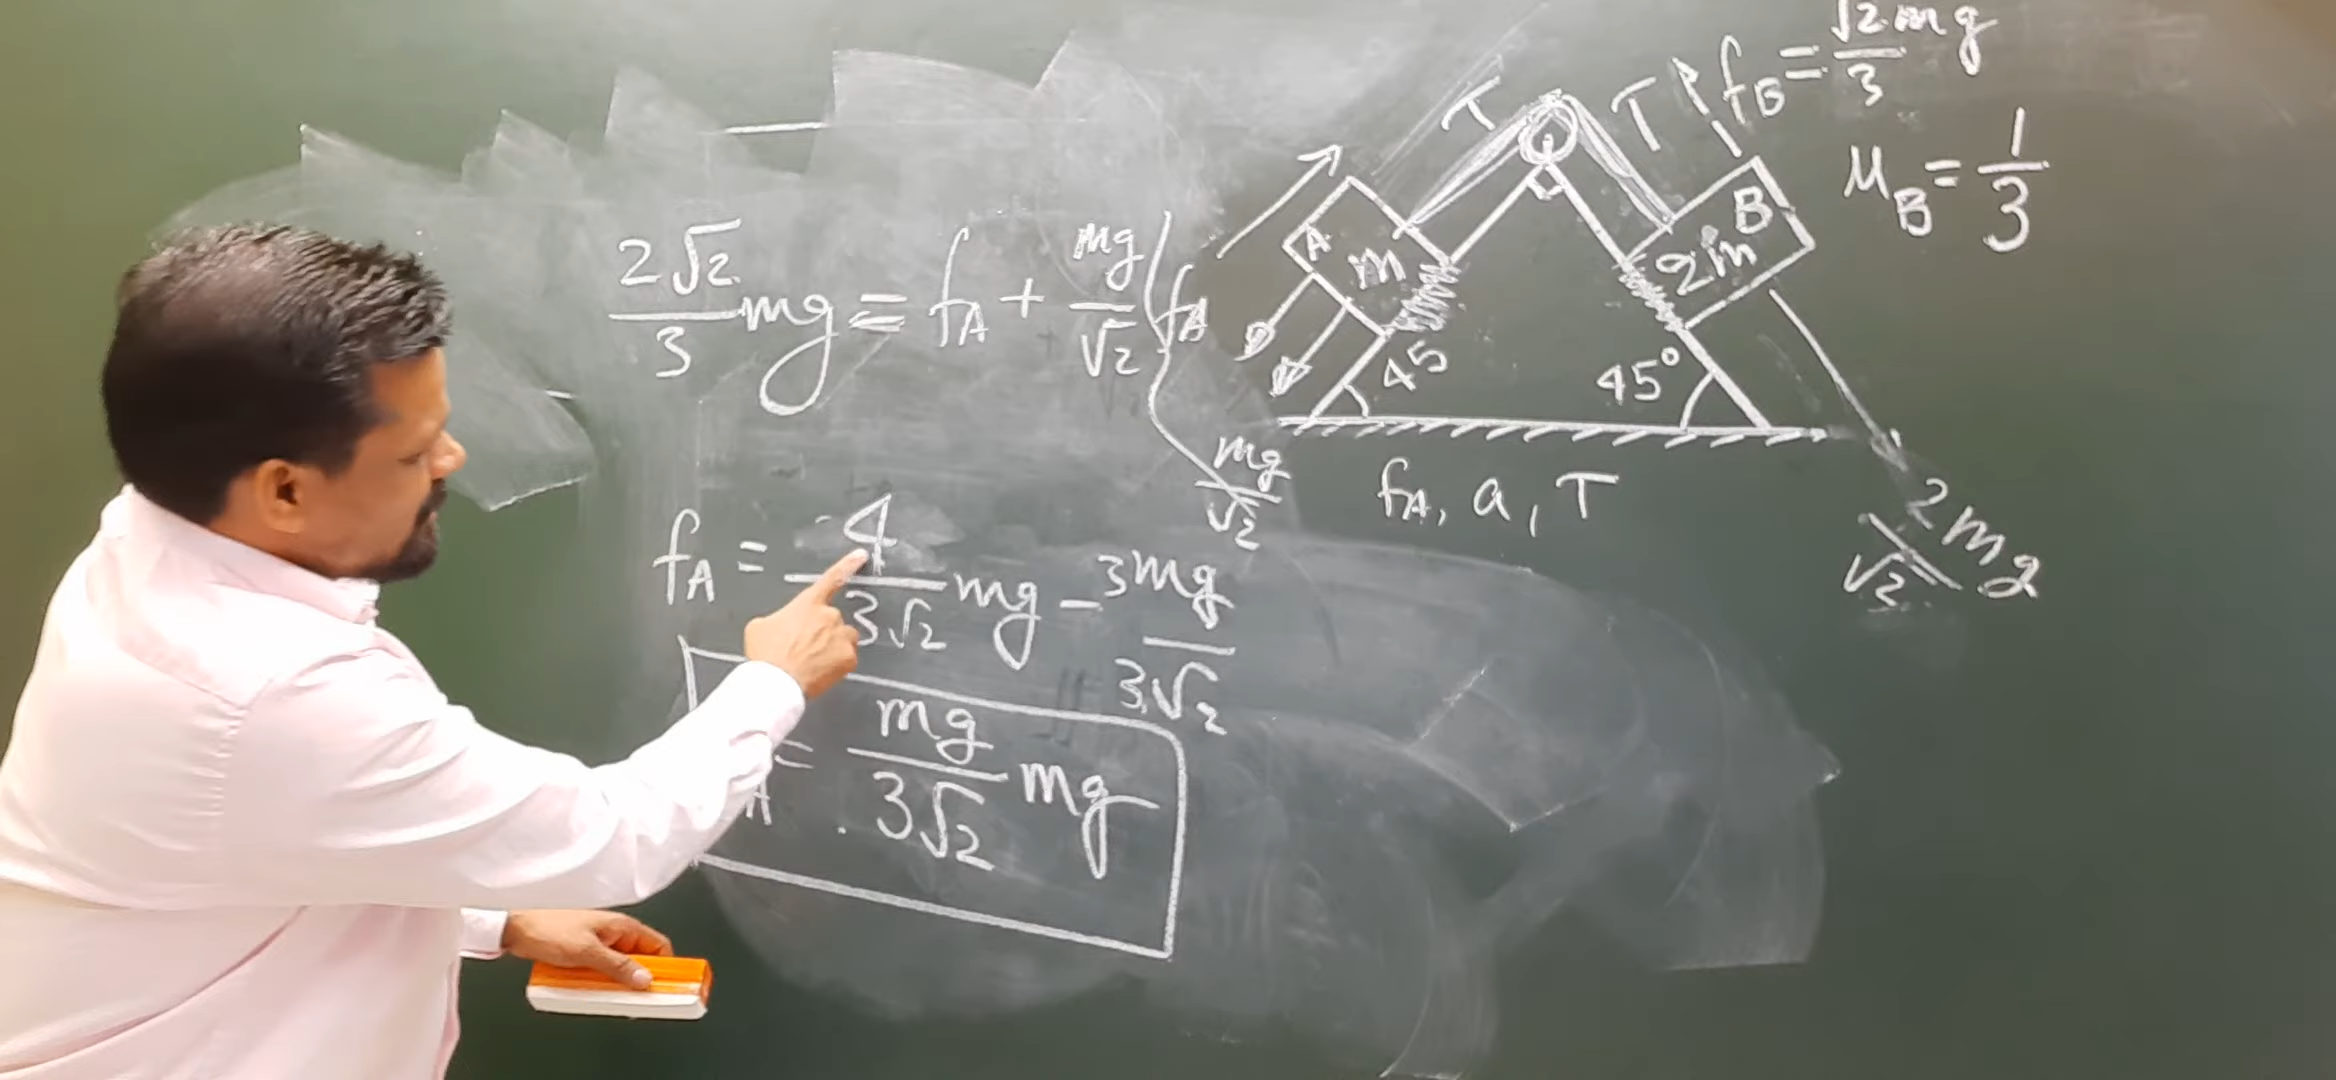 2√2/3 mg = fA + mg/√2
fA = 4/3√2 mg - 3mg/3√2
A = mg/3√2 mg
fB = √2mg/3
μB = 1/3
T T
A m
B 2m
fA
mg/√2
45 45°
2mg/√2
fA, a, T